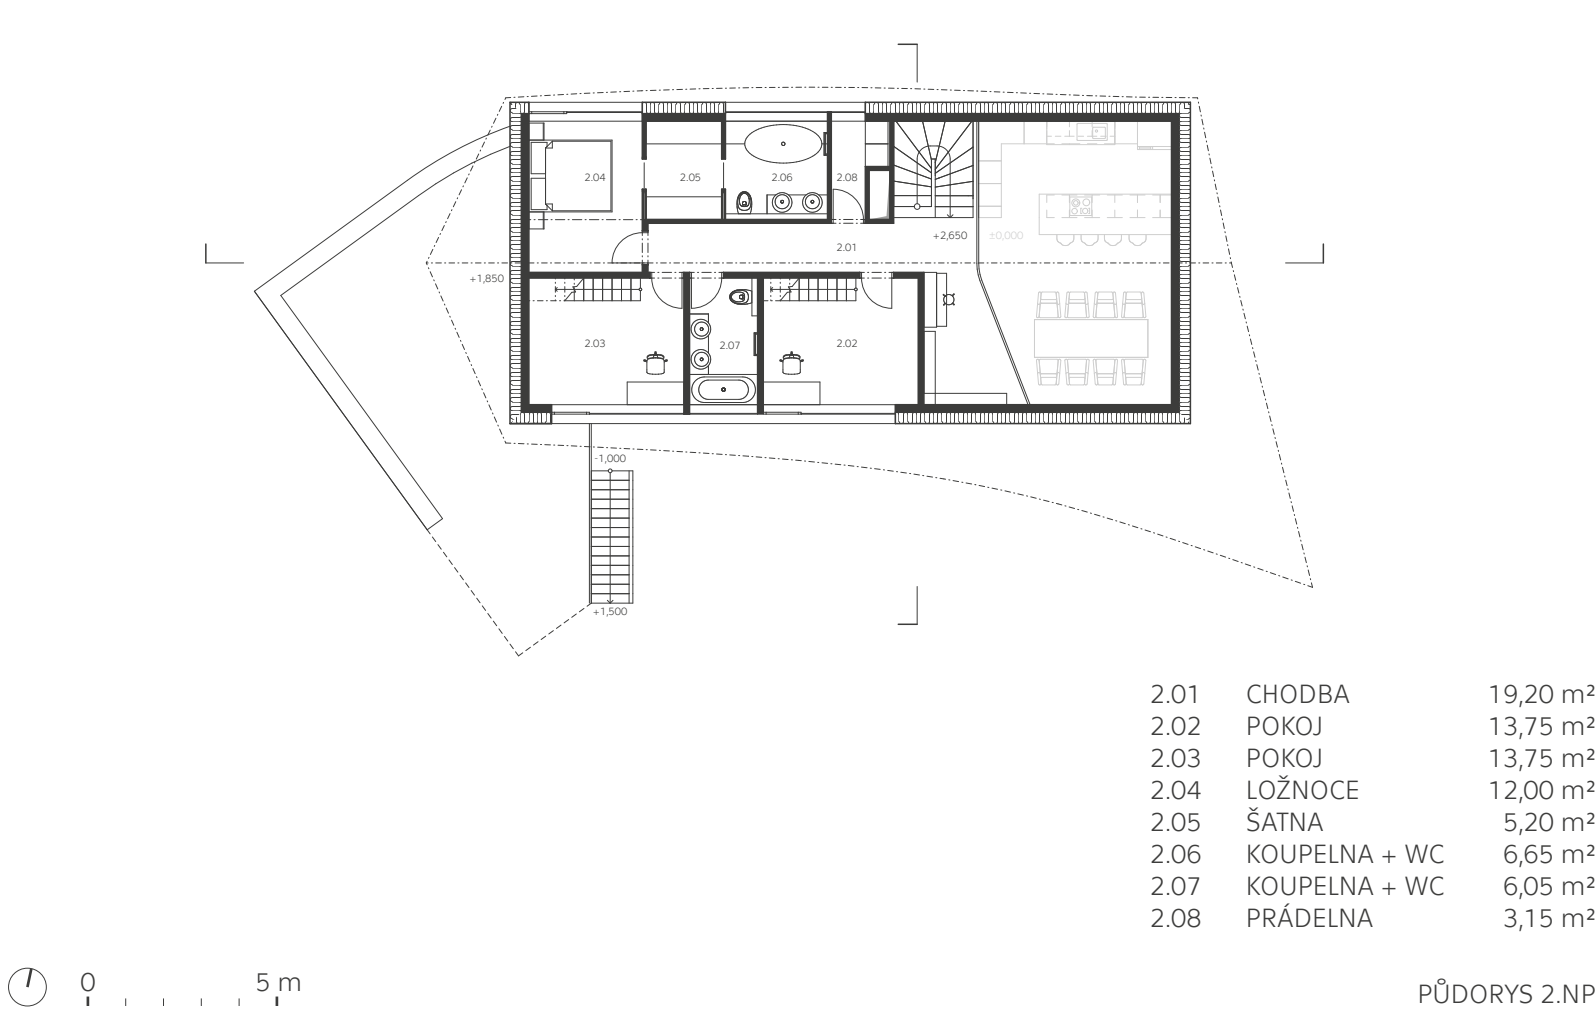 2.04
2.05
2.06
2.08
2.01
+2,650
±0,000
+1,850
2.03
2.07
2.02
-1,000
+1,500
2.01 CHODBA 19,20 m²
2.02 POKOJ 13,75 m²
2.03 POKOJ 13,75 m²
2.04 LOŽNOCE 12,00 m²
2.05 ŠATNA 5,20 m²
2.06 KOUPELNA + WC 6,65 m²
2.07 KOUPELNA + WC 6,05 m²
2.08 PRÁDELNA 3,15 m²
0 5 m
PŮDORYS 2.NP